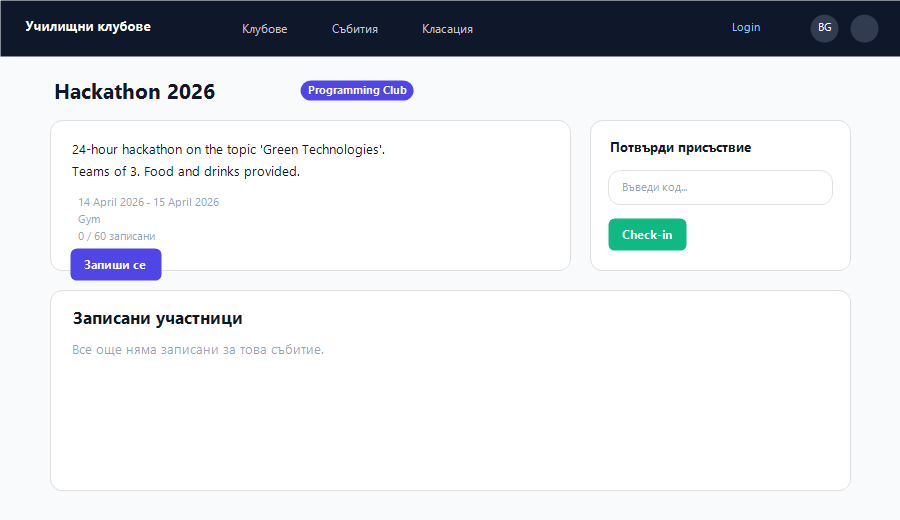 Училищни клубове
Клубове
Събития
Класация
Login
BG
Hackathon 2026
Programming Club
24-hour hackathon on the topic 'Green Technologies'.
Teams of 3. Food and drinks provided.
14 April 2026 - 15 April 2026
Gym
0 / 60 записани
Запиши се
Потвърди присъствие
Въведи код...
Check-in
Записани участници
Все още няма записани за това събитие.